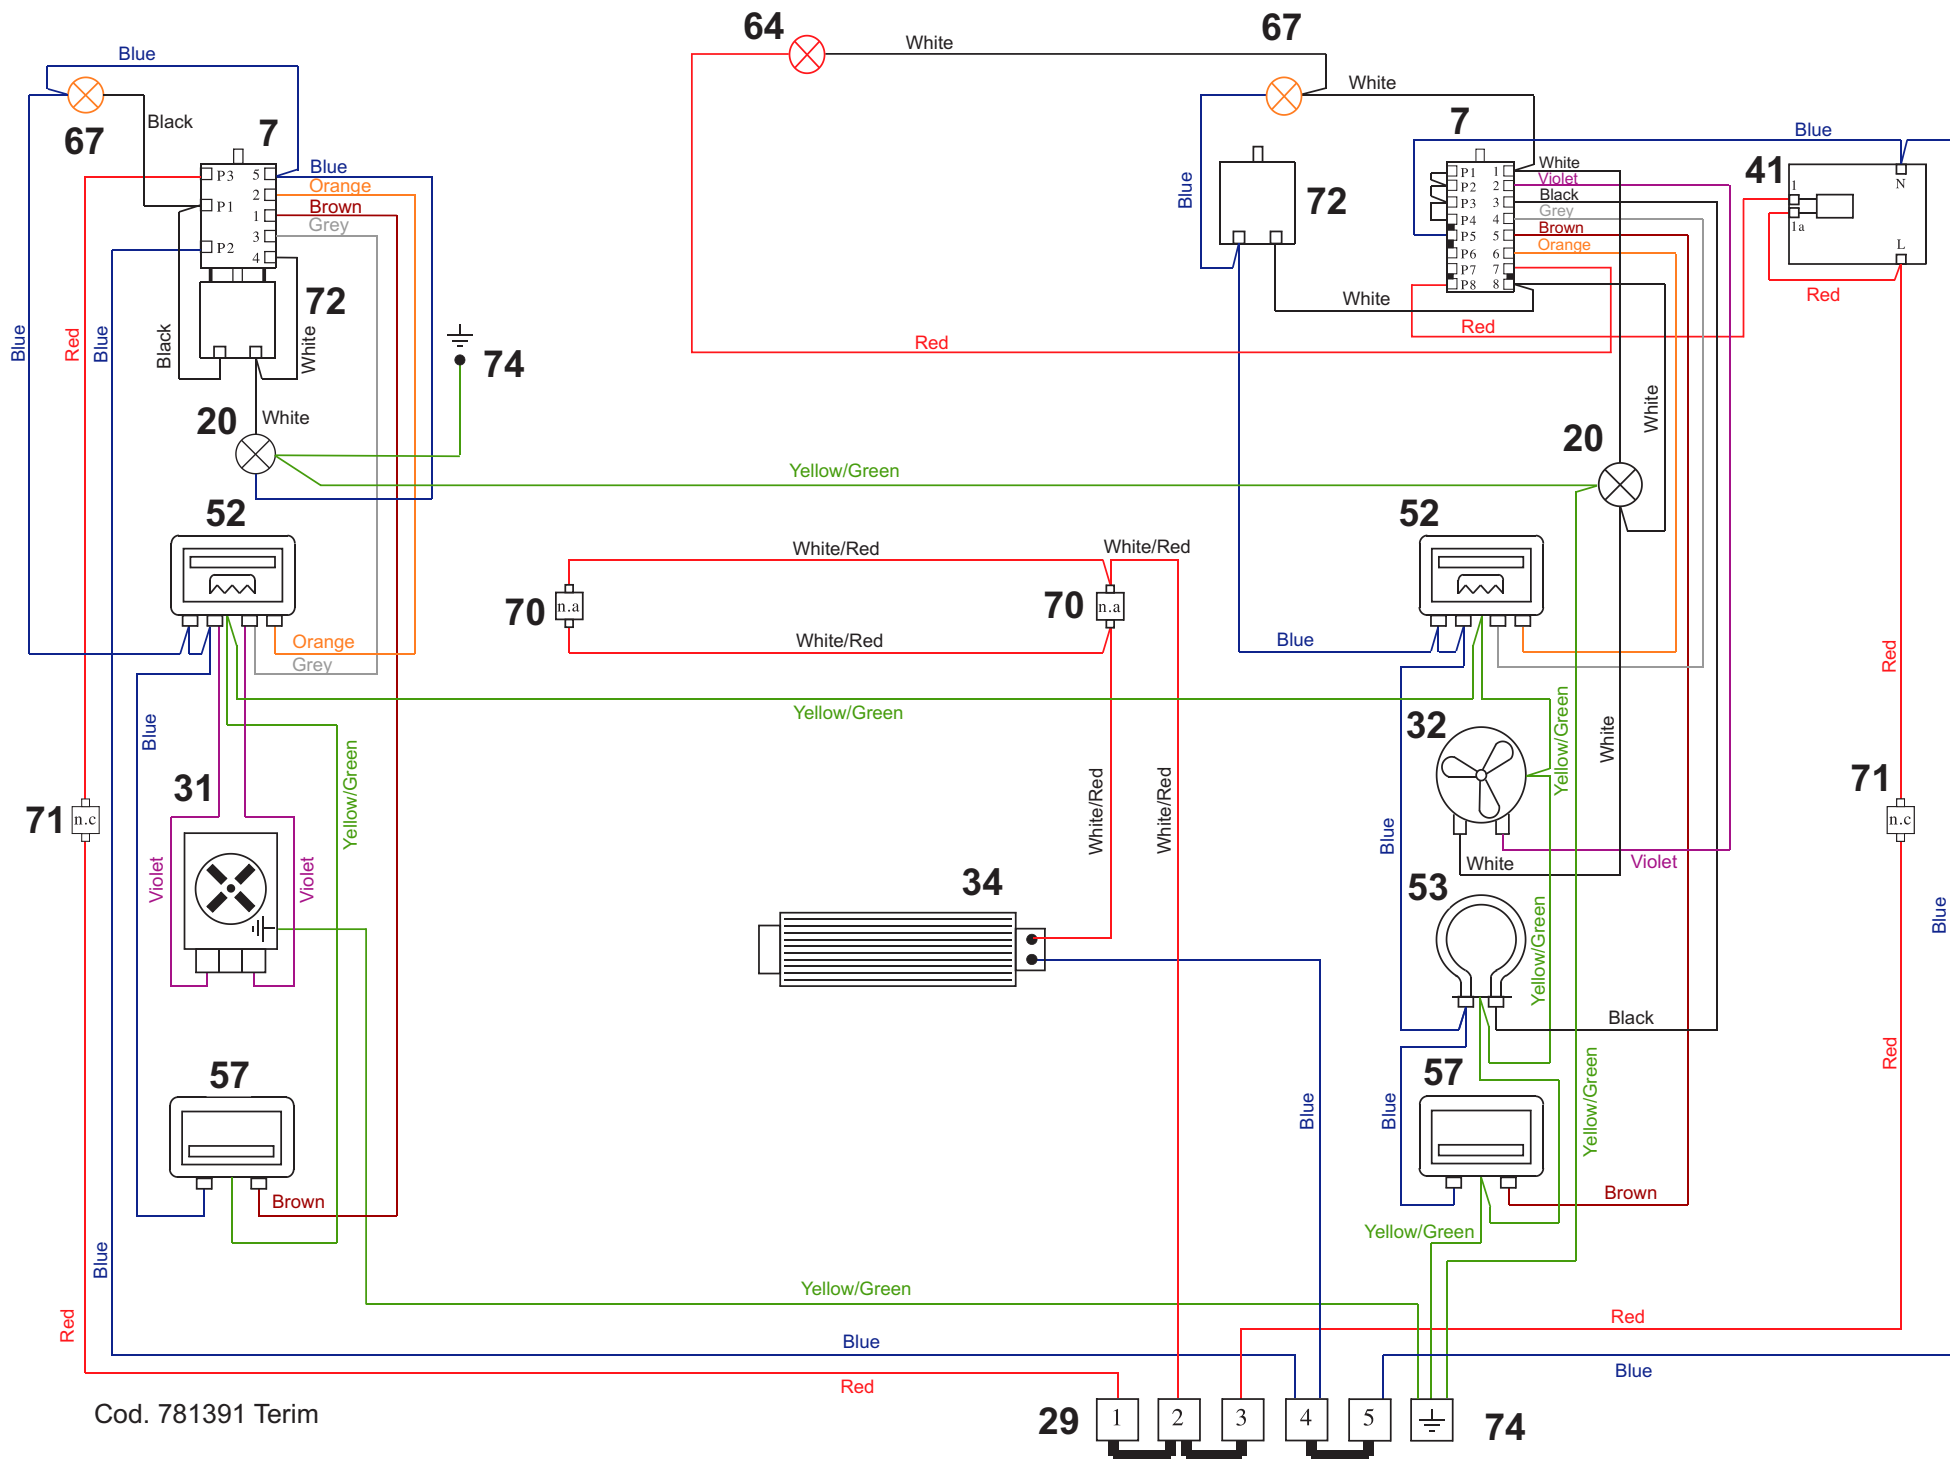 64
White
67
Blue
White
67
Black
7
7
Blue
41
P3
5
Blue
2
Orange
P1
1
Brown
3
Grey
P2
4
72
Blue
Red
Blue
Black
White
74
20
White
Blue
72
P1
1
White
P2
2
Violet
P3
3
Black
P4
4
Grey
P5
5
Brown
P6
6
Orange
P7
7
P8
8
White
Red
Red
1
1a
N
L
Red
20
White
Yellow/Green
52
52
White/Red
White/Red
70
n.a
70
n.a
White/Red
Orange
Grey
Blue
Red
Yellow/Green
Yellow/Green
32
White
Blue
Yellow/Green
31
71
n.c
71
n.c
White/Red
White/Red
Blue
White
Violet
Violet
Violet
34
53
Blue
Yellow/Green
Black
57
57
Red
Blue
Blue
Yellow/Green
Brown
Brown
Yellow/Green
Blue
Yellow/Green
Red
Red
Blue
Blue
Red
Cod. 781391 Terim
29
1
2
3
4
5
74